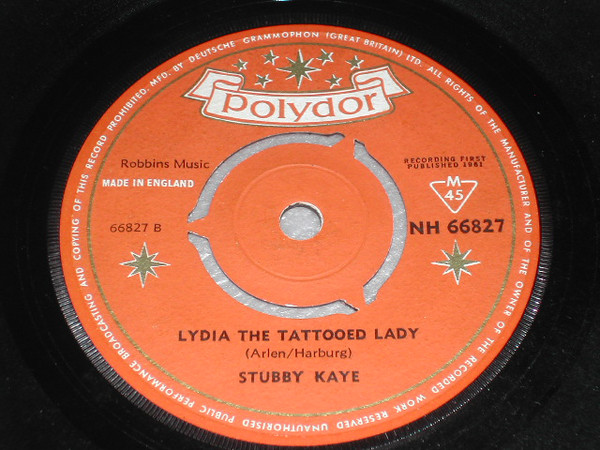 polydor
MFD. BY DEUTSCHE GRAMMOPHON (GREAT BRITAIN) LTD. ALL RIGHTS OF THE MANUFACTURER AND OF THE OWNER OF THE RECORDED WORK RESERVED UNAUTHORISED PUBLIC PERFORMANCE BROADCASTING AND COPYING OF THIS RECORD PROHIBITED.
Robbins Music
MADE IN ENGLAND
RECORDING FIRST
PUBLISHED 1961
M
45
66827 B
NH 66827
LYDIA THE TATTOOED LADY
(Arlen/Harburg)
STUBBY KAYE